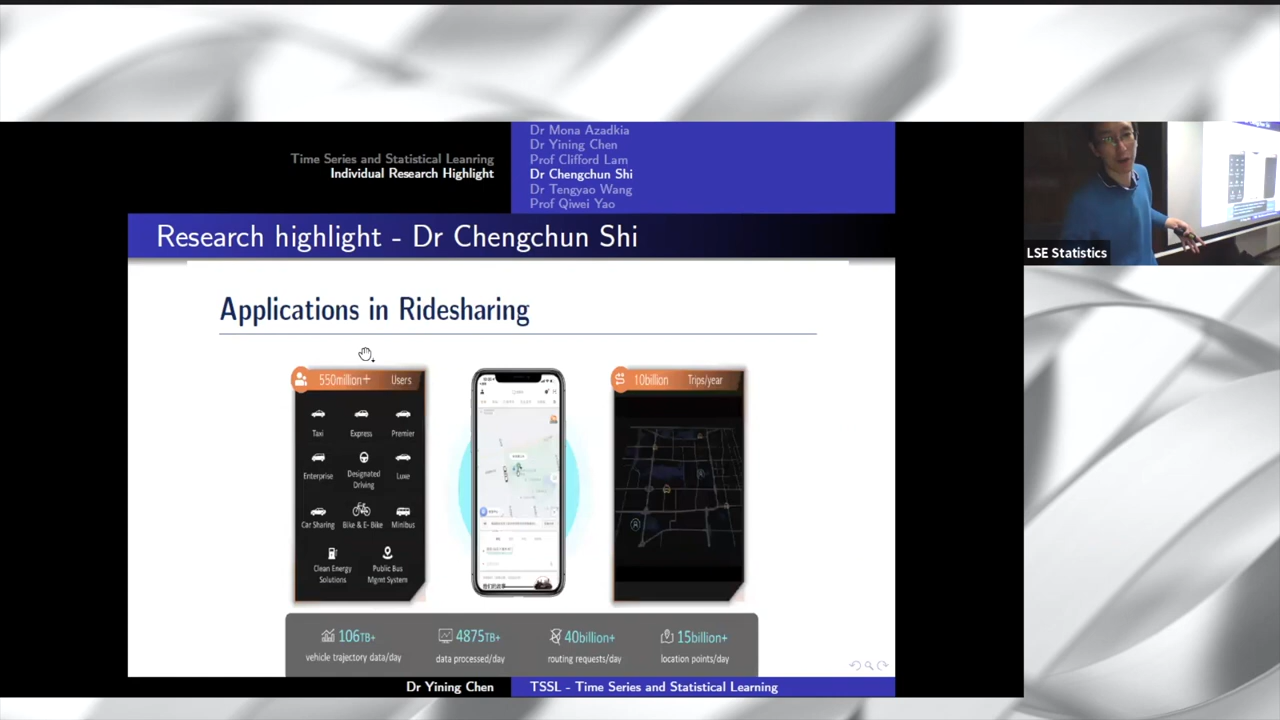 Time Series and Statistical Leanring
Individual Research Highlight
Dr Mona Azadkia
Dr Yining Chen
Prof Clifford Lam
Dr Chengchun Shi
Dr Tengyao Wang
Prof Qiwei Yao
Research highlight - Dr Chengchun Shi
LSE Statistics
Applications in Ridesharing
550million+ Users
Taxi Express Premier
Enterprise Designated Driving Luxe
Car Sharing Bike & E- Bike Minibus
Clean Energy Solutions Public Bus Mgmt System
10billion Trips/year
106TB+
vehicle trajectory data/day
4875TB+
data processed/day
40billion+
routing requests/day
15billion+
location points/day
Dr Yining Chen
TSSL - Time Series and Statistical Learning